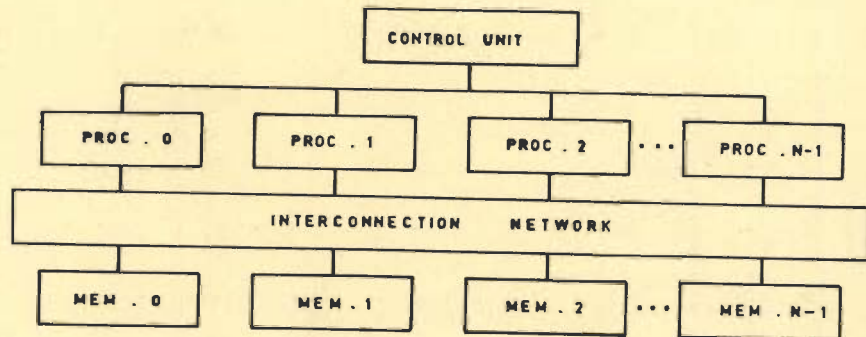 CONTROL UNIT
PROC . 0 PROC . 1 PROC . 2 ... PROC . N-1
INTERCONNECTION NETWORK
MEM . 0 MEM . 1 MEM . 2 ... MEM . N-1